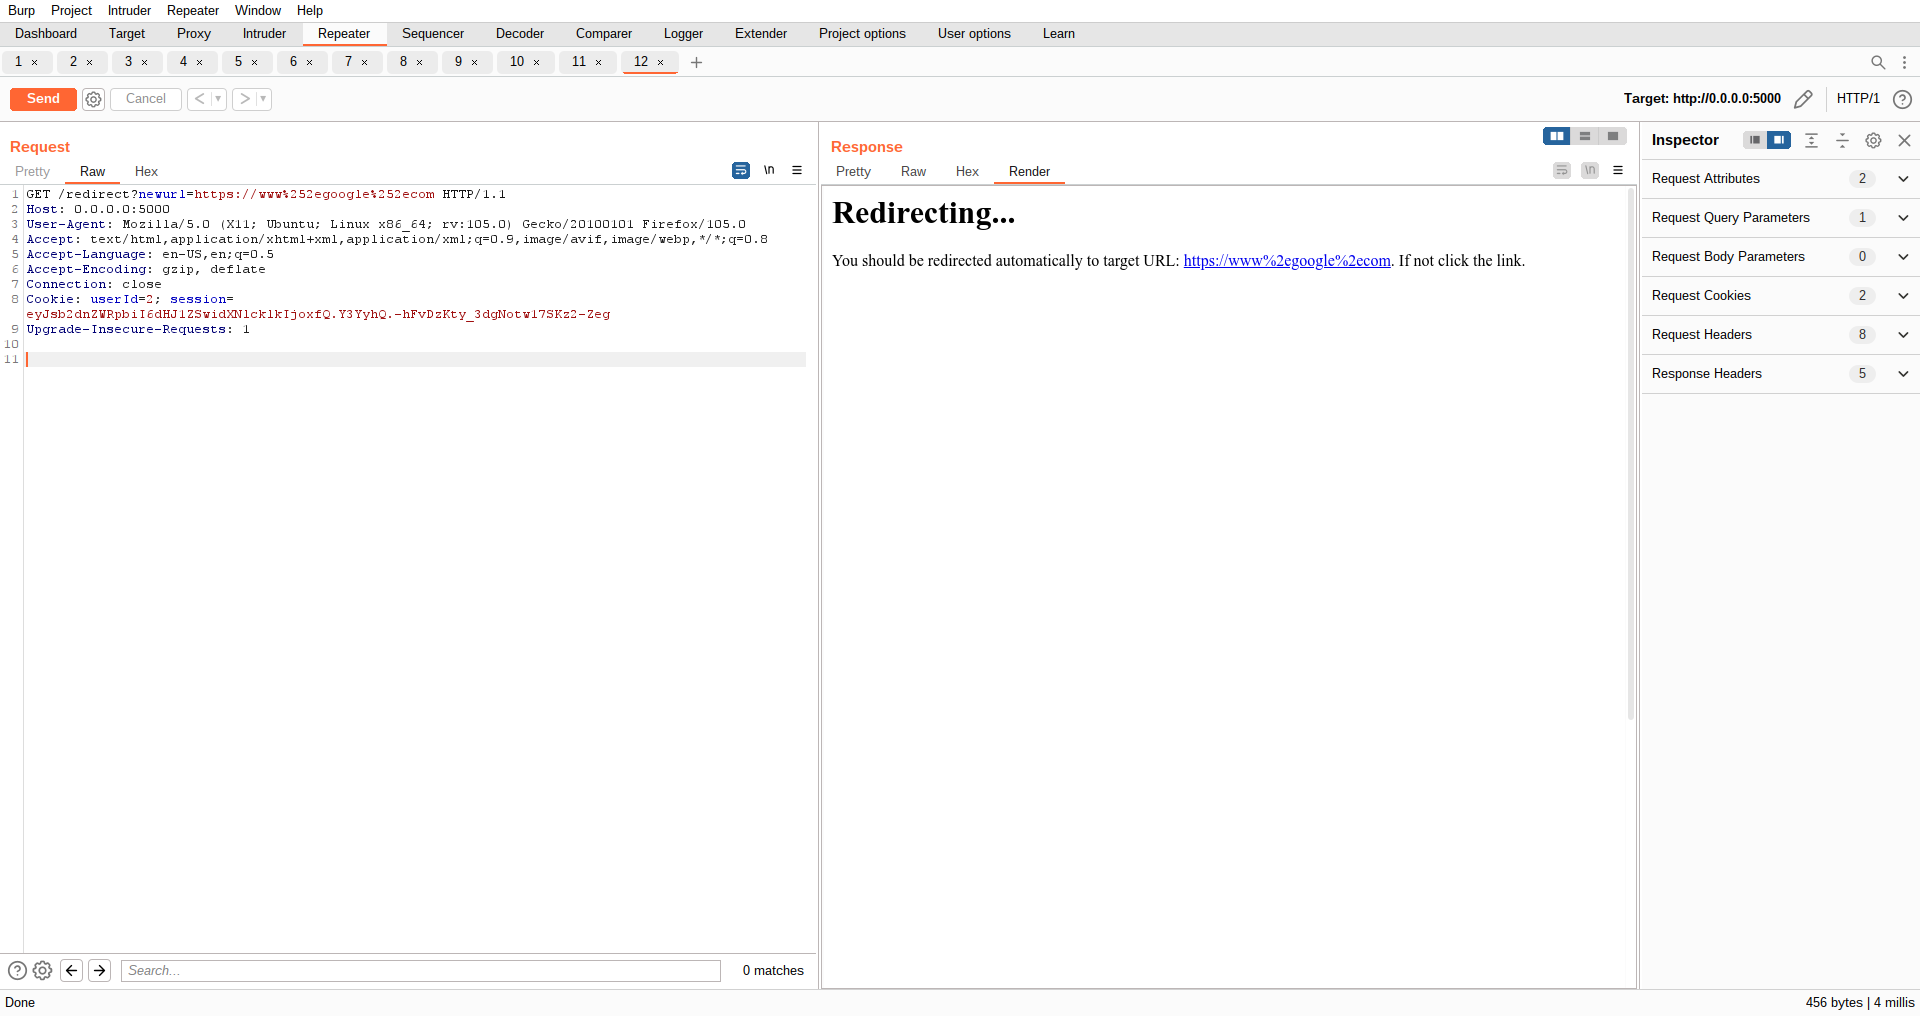 Burp Project Intruder Repeater Window Help
Dashboard Target Proxy Intruder Repeater Sequencer Decoder Comparer Logger Extender Project options User options Learn
1 × 2 × 3 × 4 × 5 × 6 × 7 × 8 × 9 × 10 × 11 × 12 × +
Send Cancel < > Target: http://0.0.0.0:5000 HTTP/1 ?
Request
Pretty Raw Hex \n
1 GET /redirect?newurl=https://www%252egoogle%252ecom HTTP/1.1
2 Host: 0.0.0.0:5000
3 User-Agent: Mozilla/5.0 (X11; Ubuntu; Linux x86_64; rv:105.0) Gecko/20100101 Firefox/105.0
4 Accept: text/html,application/xhtml+xml,application/xml;q=0.9,image/avif,image/webp,*/*;q=0.8
5 Accept-Language: en-US,en;q=0.5
6 Accept-Encoding: gzip, deflate
7 Connection: close
8 Cookie: userId=2; session=
eyJsb2dnZWRpbiI6dHJ1ZSwidXNlcklkIjoxfQ.Y3YyhQ.-hFvDzKty_3dgNotw17SKz2-Zeg
9 Upgrade-Insecure-Requests: 1
10
11
? Search... 0 matches
Response
Pretty Raw Hex Render \n
Redirecting...
You should be redirected automatically to target URL: https://www%2egoogle%2ecom. If not click the link.
Inspector
Request Attributes 2
Request Query Parameters 1
Request Body Parameters 0
Request Cookies 2
Request Headers 8
Response Headers 5
Done 456 bytes | 4 millis